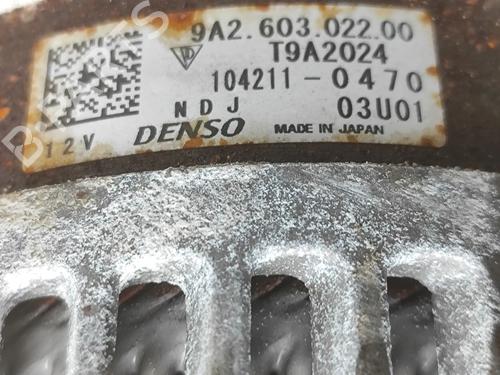 9A2.603.022.00
T9A2024
104211-0470
NDJ 03U01
12V DENSO MADE IN JAPAN